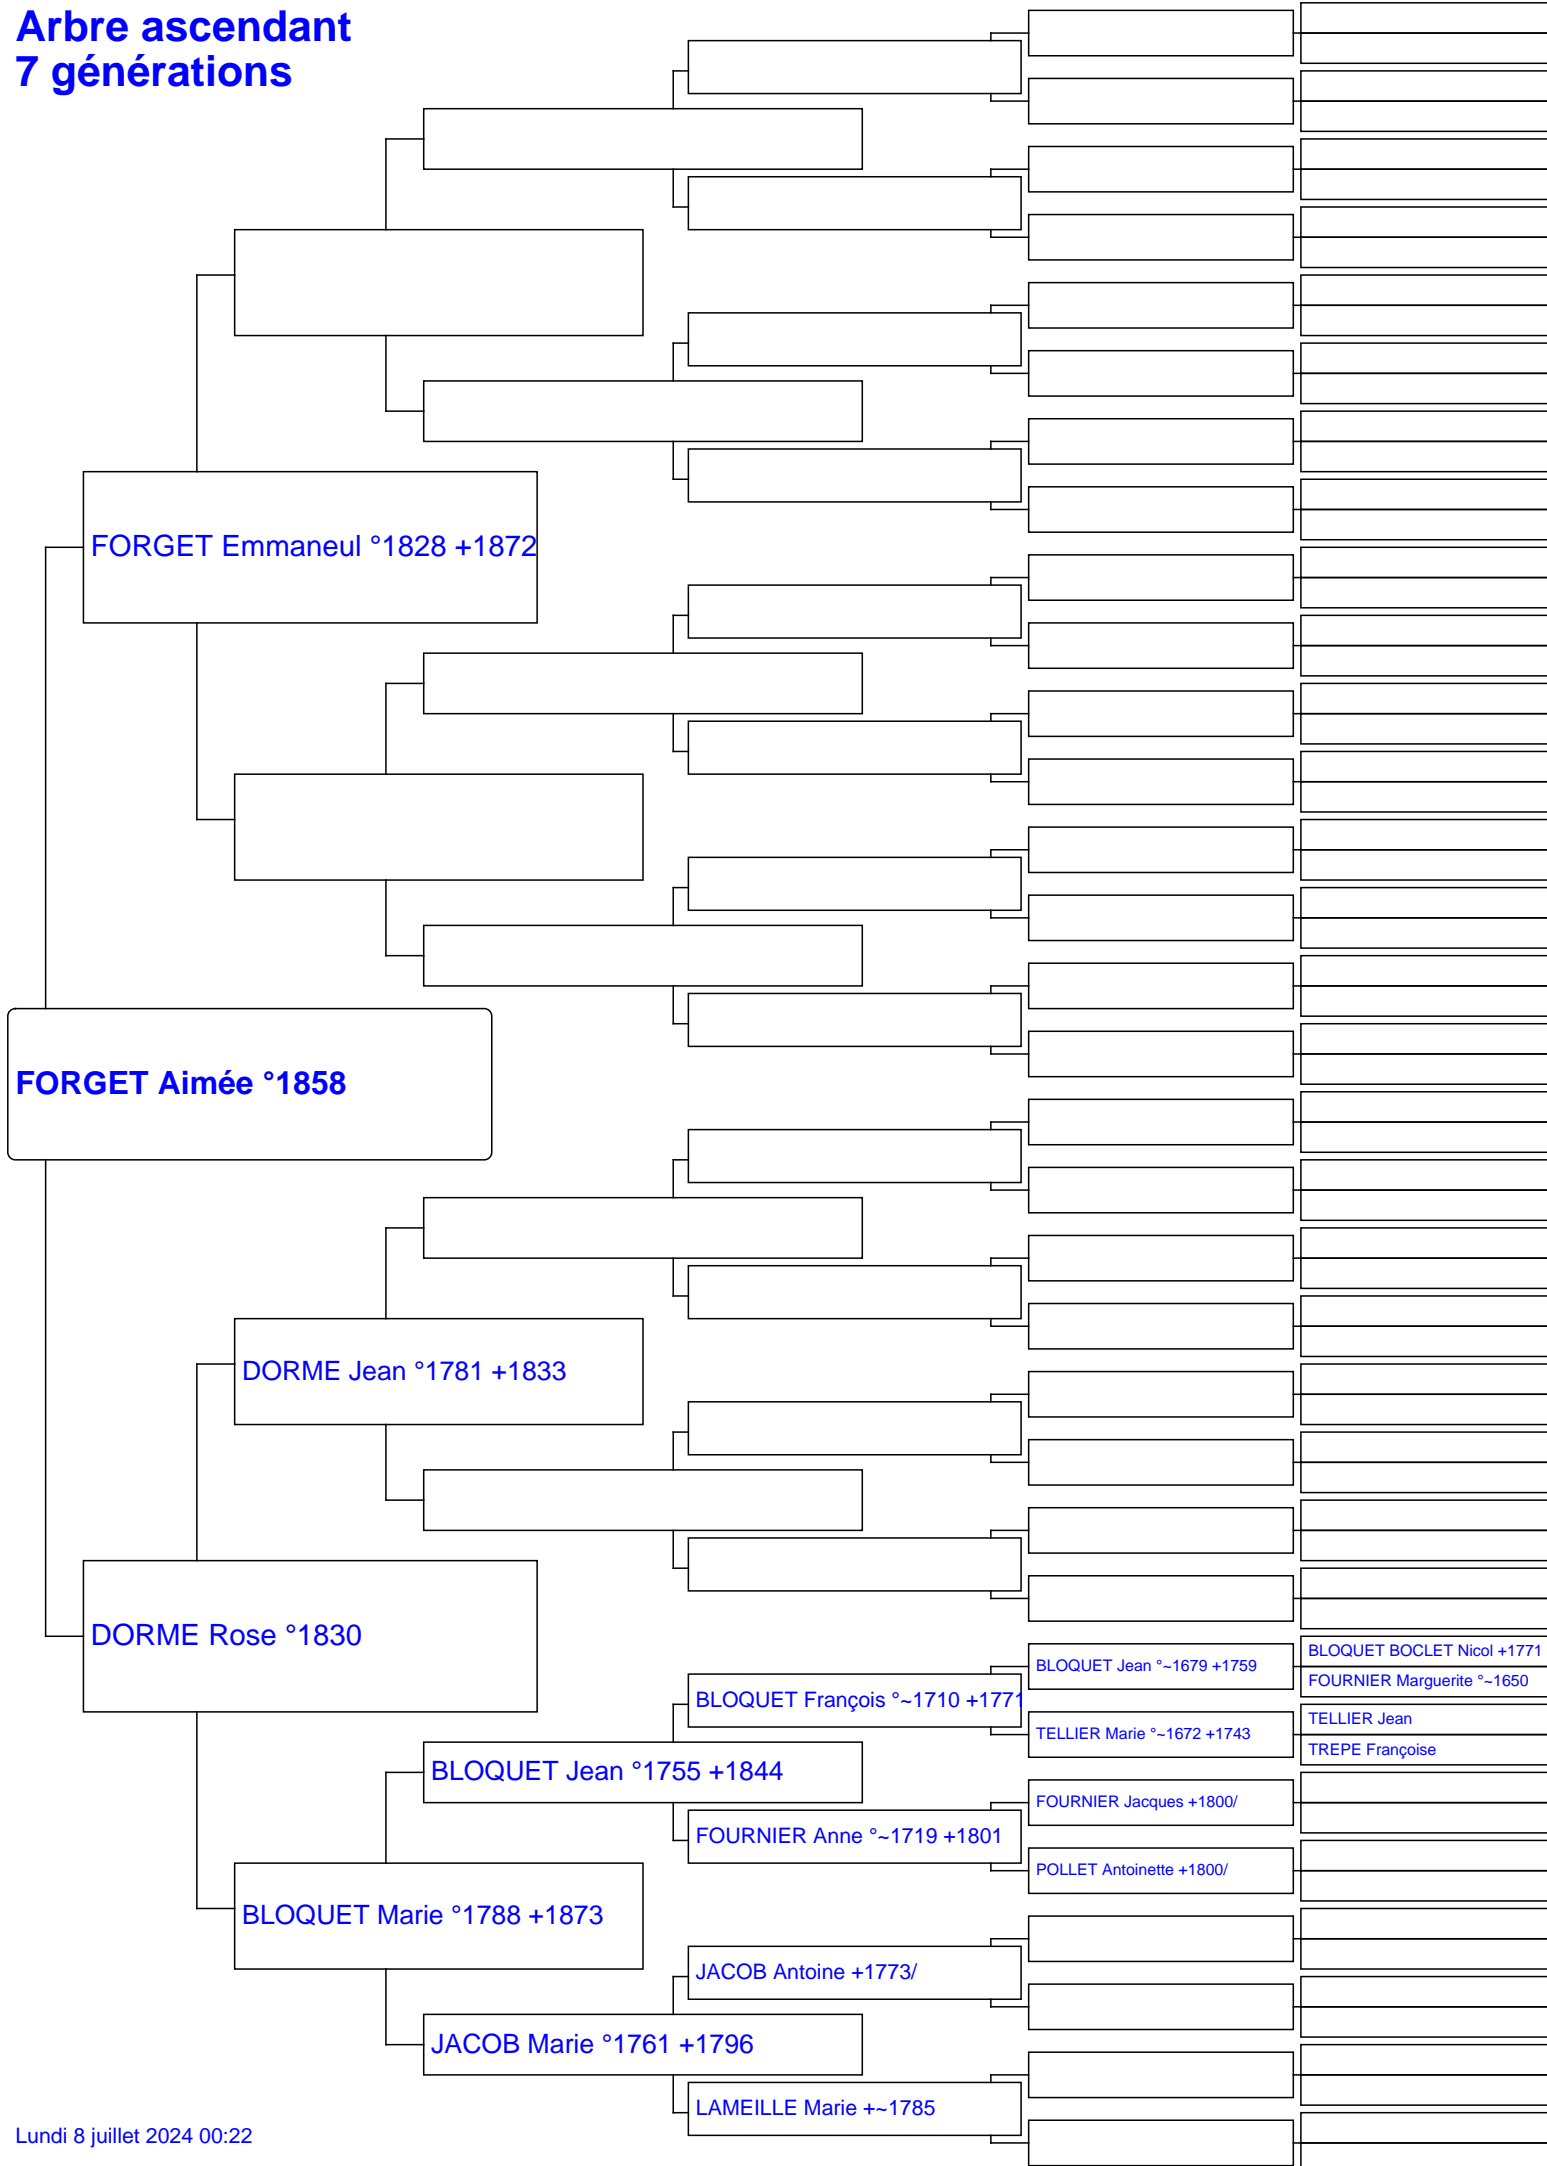 Arbre ascendant
7 générations
FORGET Emmaneul °1828 +1872
FORGET Aimée °1858
DORME Jean °1781 +1833
DORME Rose °1830
BLOQUET Jean °~1679 +1759
BLOQUET BOCLET Nicol +1771
FOURNIER Marguerite °~1650
BLOQUET François °~1710 +1771
TELLIER Marie °~1672 +1743
TELLIER Jean
TREPE Françoise
BLOQUET Jean °1755 +1844
FOURNIER Jacques +1800/
FOURNIER Anne °~1719 +1801
POLLET Antoinette +1800/
BLOQUET Marie °1788 +1873
JACOB Antoine +1773/
JACOB Marie °1761 +1796
LAMEILLE Marie +~1785
Lundi 8 juillet 2024 00:22